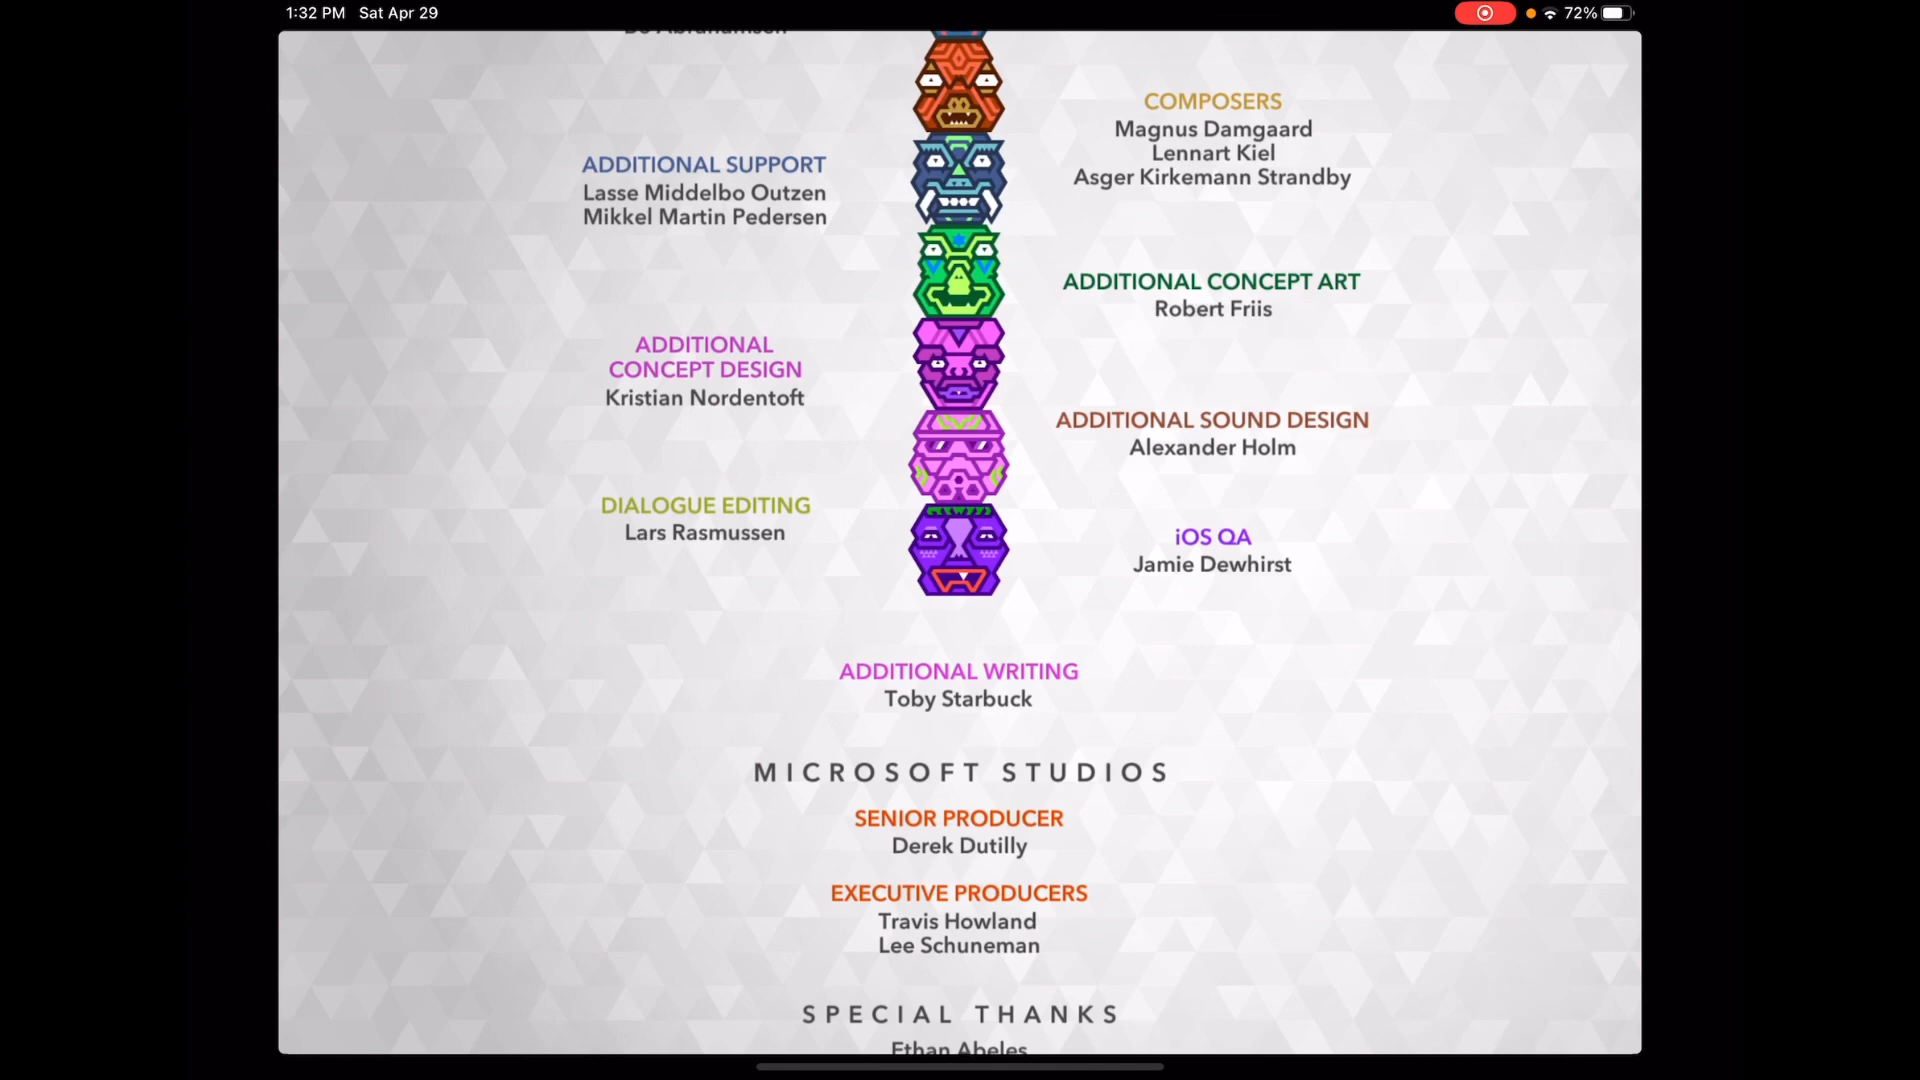 1:32 PM Sat Apr 29
72%
COMPOSERS
Magnus Damgaard
Lennart Kiel
Asger Kirkemann Strandby
ADDITIONAL SUPPORT
Lasse Middelbo Outzen
Mikkel Martin Pedersen
ADDITIONAL CONCEPT ART
Robert Friis
ADDITIONAL
CONCEPT DESIGN
Kristian Nordentoft
ADDITIONAL SOUND DESIGN
Alexander Holm
DIALOGUE EDITING
Lars Rasmussen
iOS QA
Jamie Dewhirst
ADDITIONAL WRITING
Toby Starbuck
MICROSOFT STUDIOS
SENIOR PRODUCER
Derek Dutilly
EXECUTIVE PRODUCERS
Travis Howland
Lee Schuneman
SPECIAL THANKS
Ethan Abeles